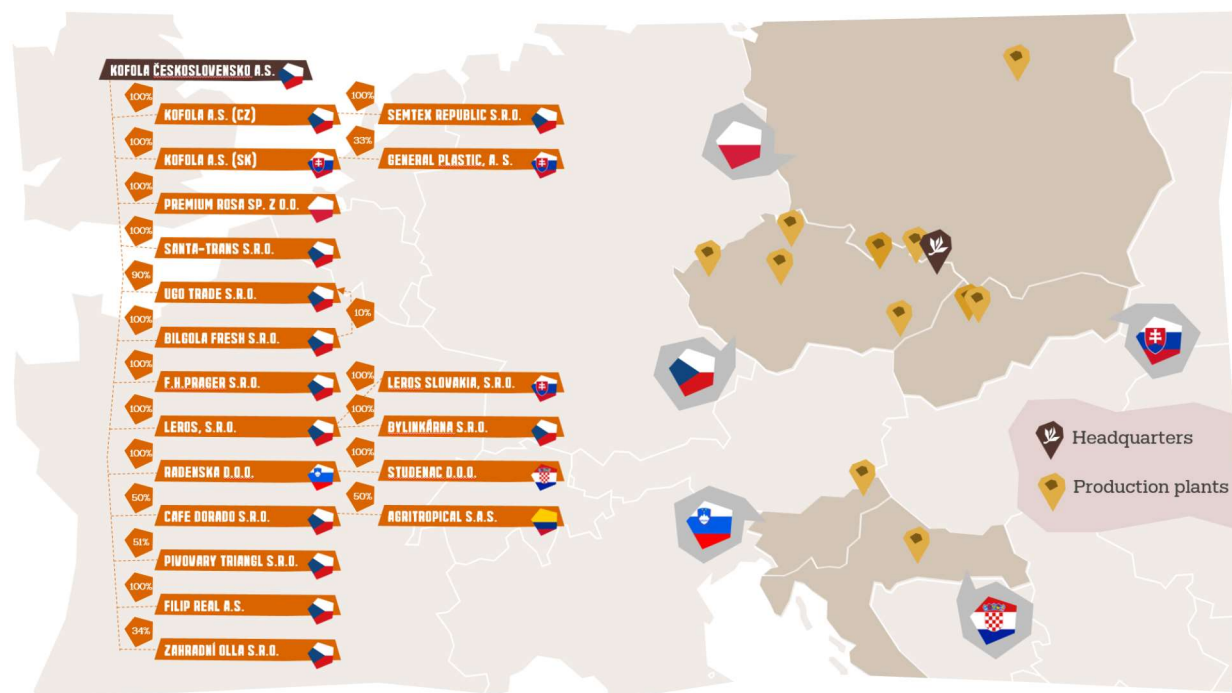 KOFOLA ČESKOSLOVENSKO A.S.
100%
KOFOLA A.S. (CZ)
100%
SEMTEX REPUBLIC S.R.O.
100%
KOFOLA A.S. (SK)
33%
GENERAL PLASTIC, A. S.
100%
PREMIUM ROSA SP. Z O.O.
100%
SANTA-TRANS S.R.O.
90%
UGO TRADE S.R.O.
10%
100%
BILGOLA FRESH S.R.O.
100%
F.H.PRAGER S.R.O.
100%
LEROS SLOVAKIA, S.R.O.
100%
LEROS, S.R.O.
100%
BYLINKÁRNA S.R.O.
100%
RADENSKA D.O.O.
100%
STUDENAC D.O.O.
50%
CAFE DORADO S.R.O.
50%
AGRITROPICAL S.A.S.
51%
PIVOVARY TRIANGL S.R.O.
100%
FILIP REAL A.S.
34%
ZAHRADNÍ OLLA S.R.O.
Headquarters
Production plants